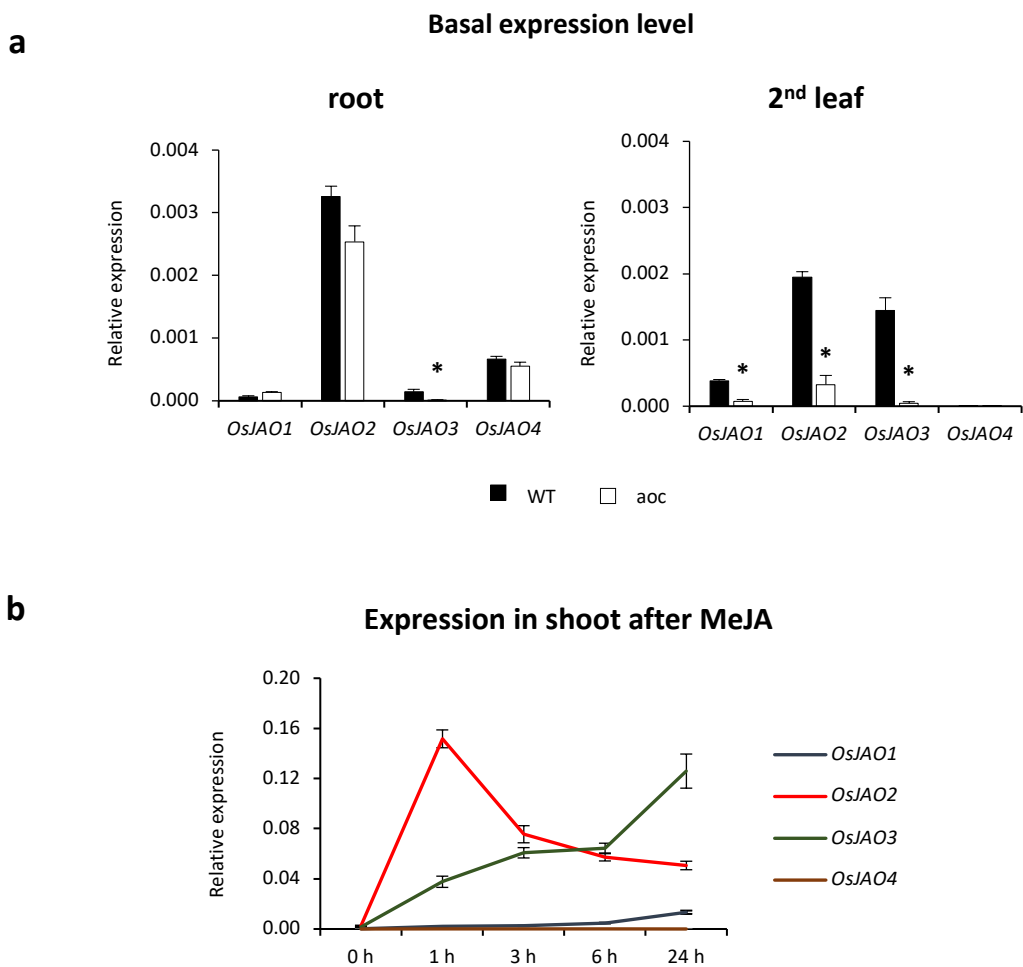 a
Basal expression level
root
2nd leaf
Relative expression
0.004
0.003
0.002
0.001
0.000
*
OsJAO1 OsJAO2 OsJAO3 OsJAO4
Relative expression
0.004
0.003
0.002
0.001
0.000
* * *
OsJAO1 OsJAO2 OsJAO3 OsJAO4
WT aoc
b
Expression in shoot after MeJA
Relative expression
0.20
0.16
0.12
0.08
0.04
0.00
0 h 1 h 3 h 6 h 24 h
OsJAO1
OsJAO2
OsJAO3
OsJAO4